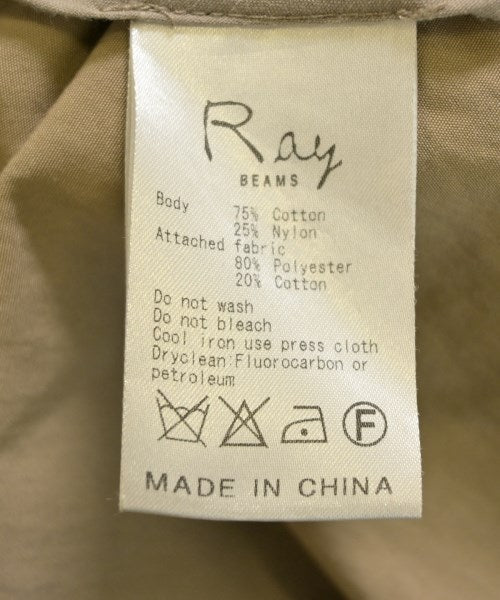 Ray
BEAMS
Body
75% Cotton
25% Nylon
Attached fabric
80% Polyester
20% Cotton
Do not wash
Do not bleach
Cool iron use press cloth
Dryclean:Fluorocarbon or
petroleum
F
MADE IN CHINA